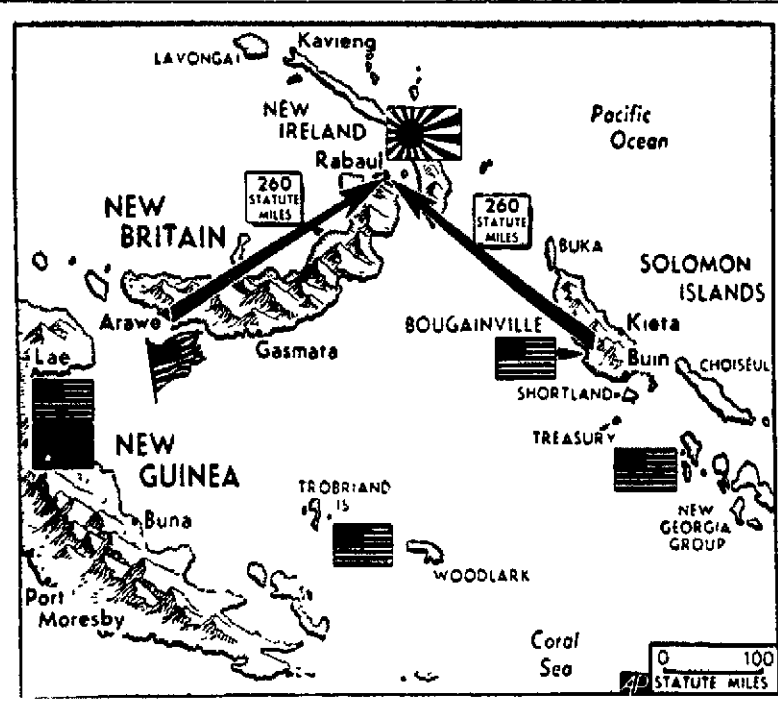 LAVONGAI
Kavieng
NEW
IRELAND
Pacific
Ocean
Rabaul
260
STATUTE
MILES
260
STATUTE
MILES
NEW
BRITAIN
BUKA
SOLOMON
ISLANDS
Arawe
Gasmata
BOUGAINVILLE
Kieta
Lae
Buin
CHOISEUL
SHORTLAND
TREASURY
NEW
GUINEA
TROBRIAND
IS
Buna
NEW
GEORGIA
GROUP
WOODLARK
Port
Moresby
Coral
Sea
0 100
AP STATUTE MILES